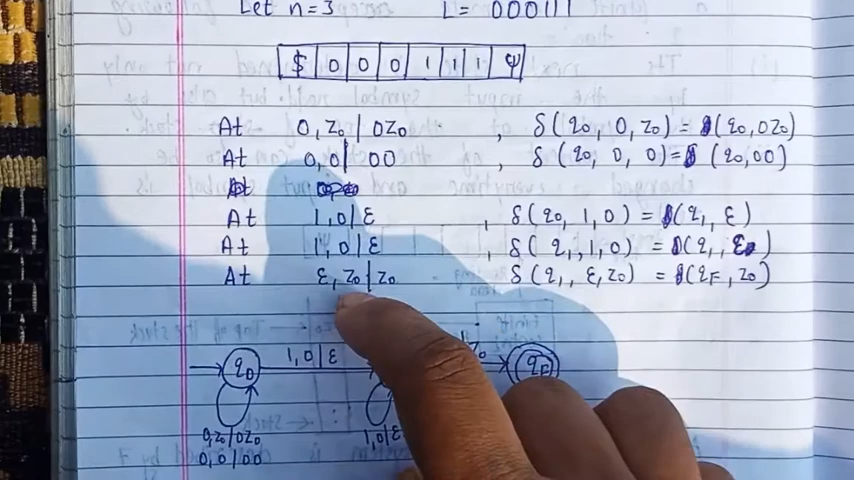 Let n=3 L= 000111
$ 0 0 0 1 1 1 Ψ
At 0, Z₀ | 0Z₀ , δ(q₀, 0, Z₀) = (q₀, 0Z₀)
At 0, 0 | 00 , δ(q₀, 0, 0) = (q₀, 00)
At 1, 0 | ε , δ(q₀, 1, 0) = (q₁, ε)
At 1, 0 | ε , δ(q₁, 1, 0) = (q₁, ε)
At ε, Z₀ | Z₀ , δ(q₁, ε, Z₀) = (q_F, Z₀)
q₀ 1, 0 | ε Z₀ q_F
0, Z₀ | 0Z₀ 1, 0 | ε
0, 0 | 00